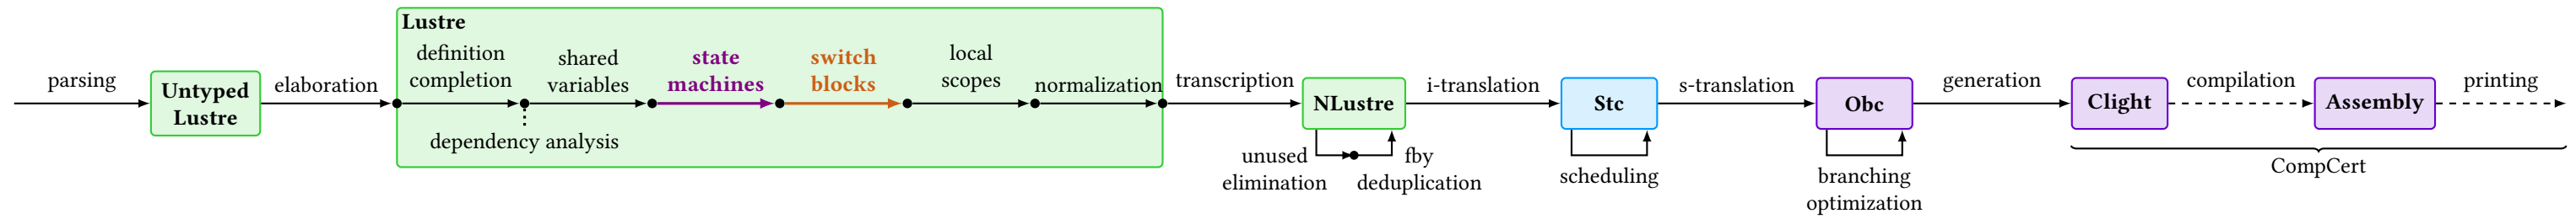 parsing
Untyped
Lustre
elaboration
Lustre
definition
completion
dependency analysis
shared
variables
state
machines
switch
blocks
local
scopes
normalization
transcription
NLustre
unused
elimination
fby
deduplication
i-translation
Stc
scheduling
s-translation
Obc
branching
optimization
generation
Clight
compilation
Assembly
printing
CompCert